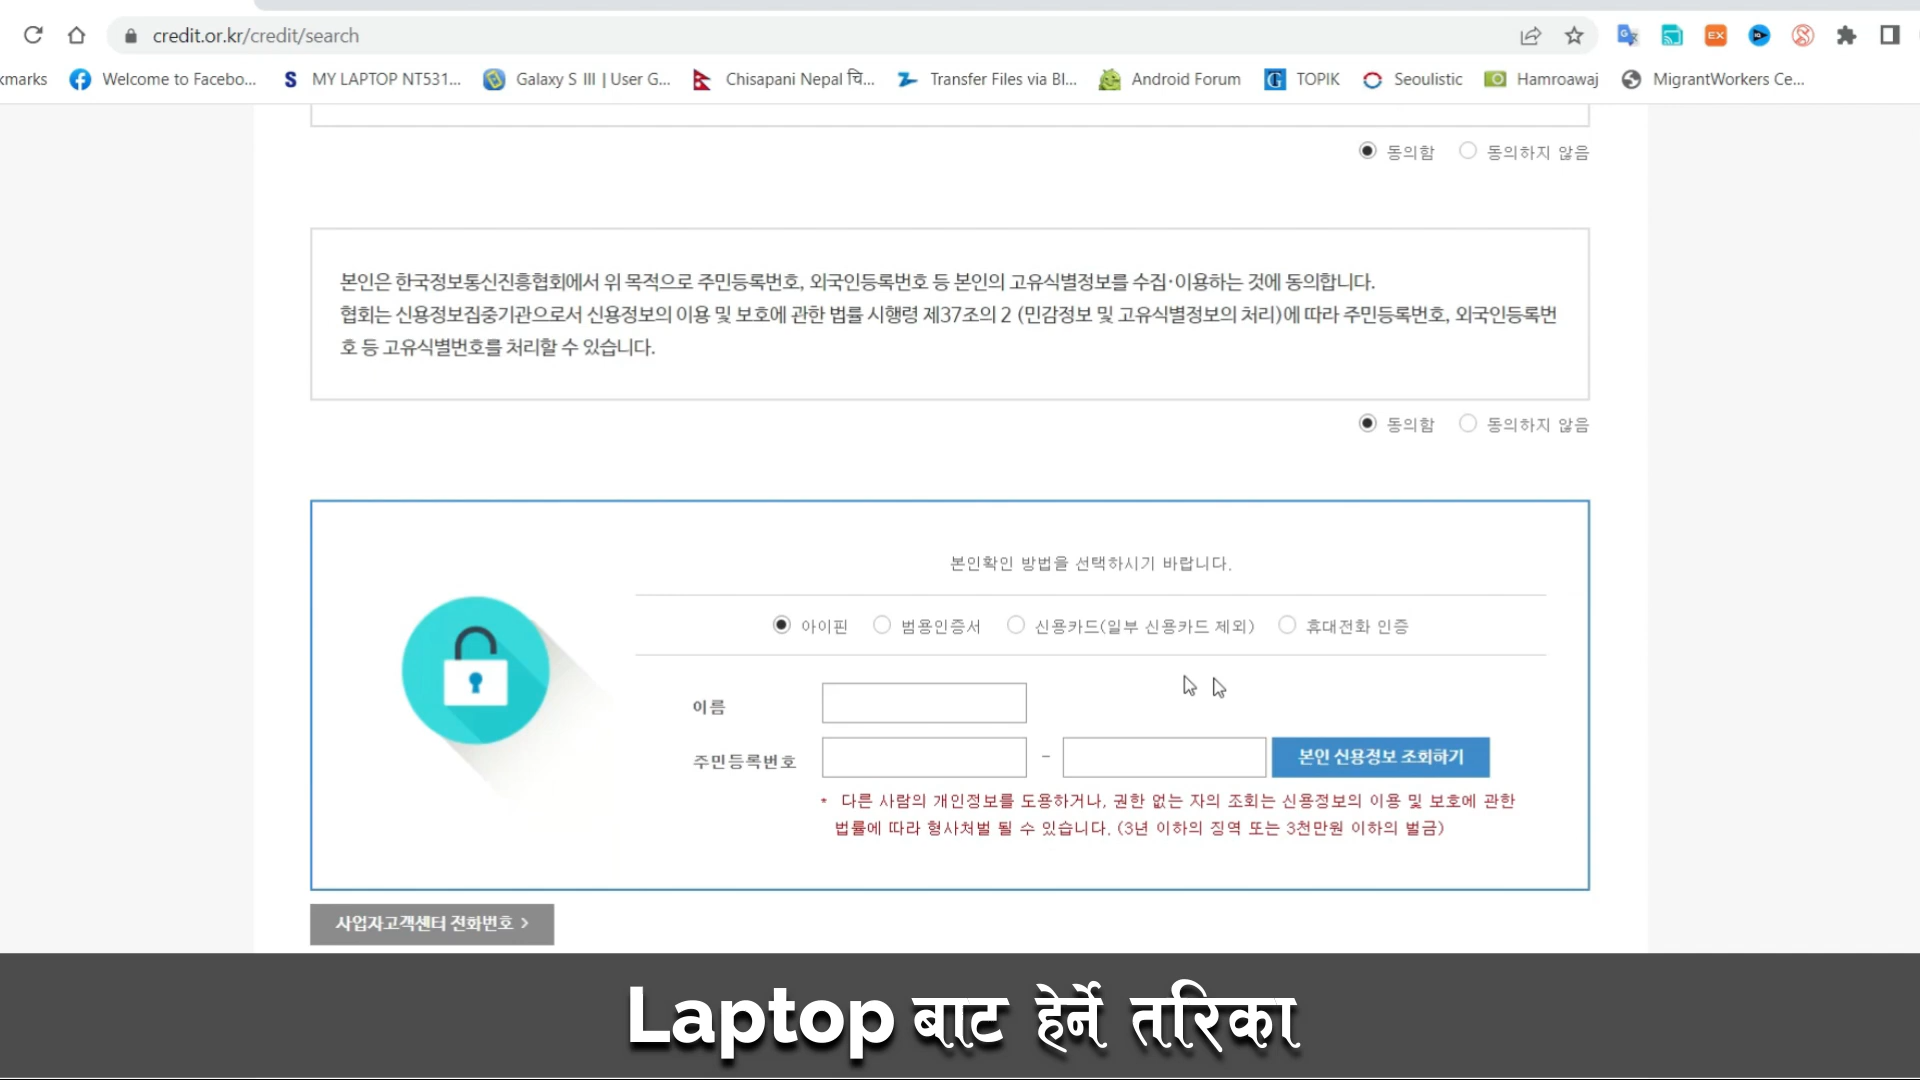 credit.or.kr/credit/search
kmarks Welcome to Facebo... MY LAPTOP NT531... Galaxy S III | User G... Chisapani Nepal चि... Transfer Files via Bl... Android Forum TOPIK Seoulistic Hamroawaj MigrantWorkers Ce...
동의함 동의하지 않음
본인은 한국정보통신진흥협회에서 위 목적으로 주민등록번호, 외국인등록번호 등 본인의 고유식별정보를 수집·이용하는 것에 동의합니다.
협회는 신용정보집중기관으로서 신용정보의 이용 및 보호에 관한 법률 시행령 제37조의 2 (민감정보 및 고유식별정보의 처리)에 따라 주민등록번호, 외국인등록번
호 등 고유식별번호를 처리할 수 있습니다.
동의함 동의하지 않음
본인확인 방법을 선택하시기 바랍니다.
아이핀 범용인증서 신용카드(일부 신용카드 제외) 휴대전화 인증
이름
주민등록번호 - 본인 신용정보 조회하기
* 다른 사람의 개인정보를 도용하거나, 권한 없는 자의 조회는 신용정보의 이용 및 보호에 관한
법률에 따라 형사처벌 될 수 있습니다. (3년 이하의 징역 또는 3천만원 이하의 벌금)
사업자고객센터 전화번호 >
Laptop बाट हेर्ने तरिका